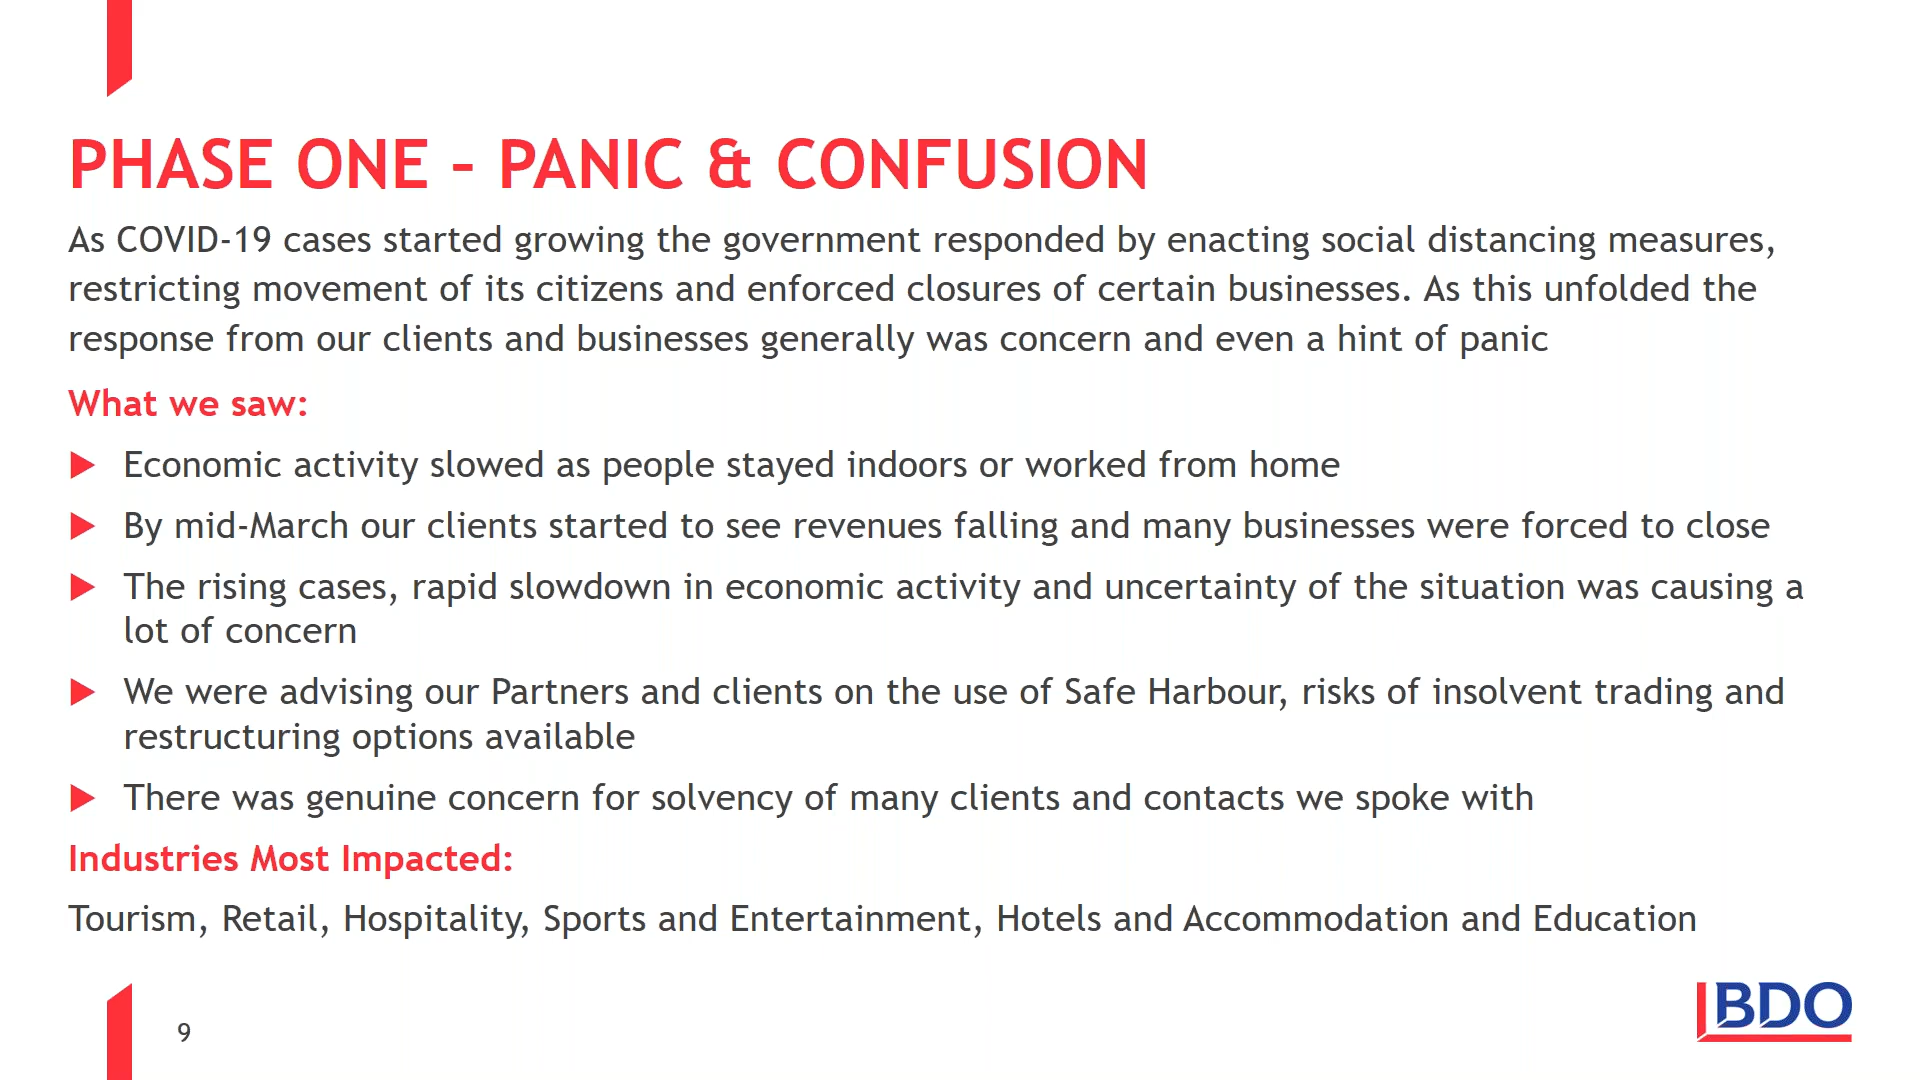 PHASE ONE – PANIC & CONFUSION
As COVID-19 cases started growing the government responded by enacting social distancing measures,
restricting movement of its citizens and enforced closures of certain businesses. As this unfolded the
response from our clients and businesses generally was concern and even a hint of panic
What we saw:
Economic activity slowed as people stayed indoors or worked from home
By mid-March our clients started to see revenues falling and many businesses were forced to close
The rising cases, rapid slowdown in economic activity and uncertainty of the situation was causing a
lot of concern
We were advising our Partners and clients on the use of Safe Harbour, risks of insolvent trading and
restructuring options available
There was genuine concern for solvency of many clients and contacts we spoke with
Industries Most Impacted:
Tourism, Retail, Hospitality, Sports and Entertainment, Hotels and Accommodation and Education
9
BDO